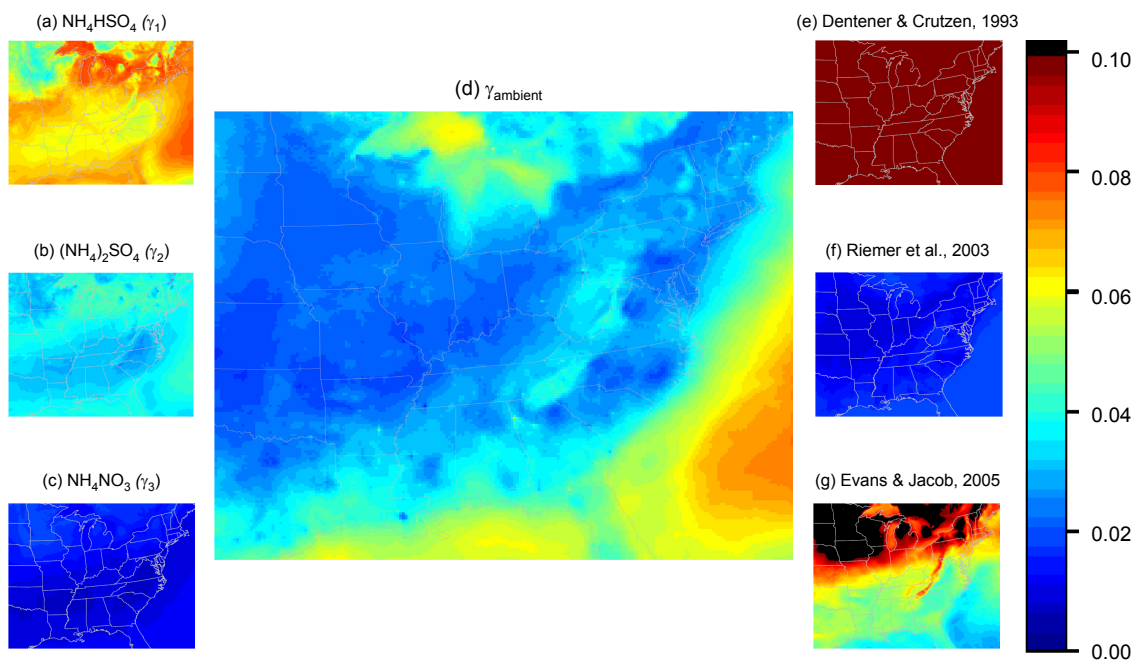 (a) NH₄HSO₄ (γ₁)
(b) (NH₄)₂SO₄ (γ₂)
(c) NH₄NO₃ (γ₃)
(d) γambient
(e) Dentener & Crutzen, 1993
(f) Riemer et al., 2003
(g) Evans & Jacob, 2005
0.10
0.08
0.06
0.04
0.02
0.00